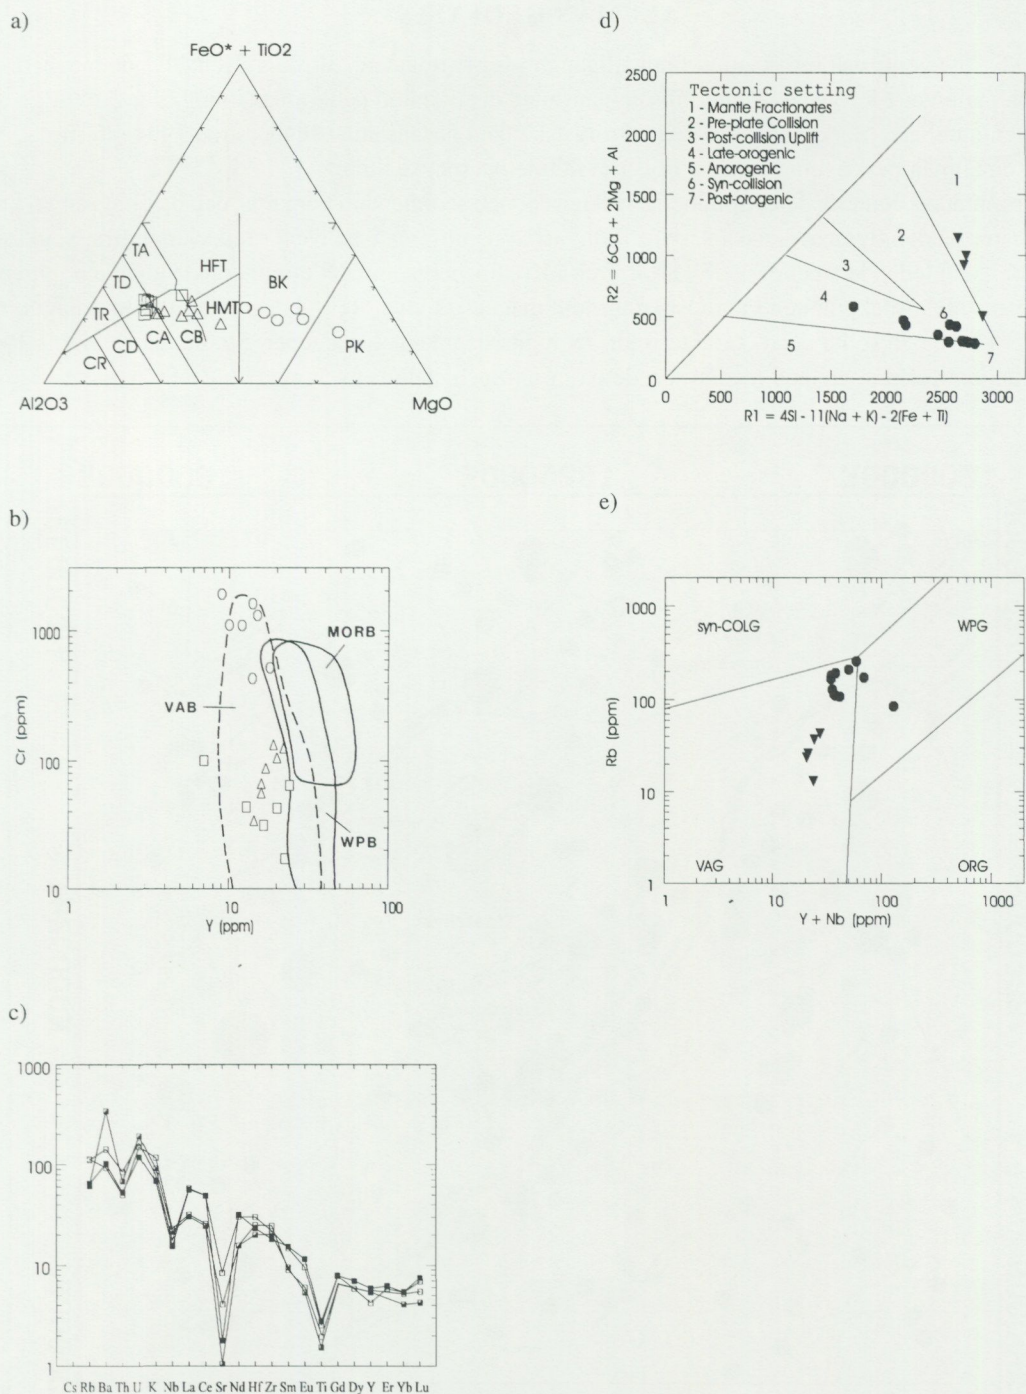 a)
FeO* + TiO2
TA
TD
HFT
BK
TR
HMT
CA
CB
CD
PK
CR
Al2O3
MgO
d)
2500
2000
1500
1000
500
0
R2 = 6Ca + 2Mg + Al
Tectonic setting
1 - Mantle Fractionates
2 - Pre-plate Collision
3 - Post-collision Uplift
4 - Late-orogenic
5 - Anorogenic
6 - Syn-collision
7 - Post-orogenic
1
2
3
4
5
6
7
0 500 1000 1500 2000 2500 3000
R1 = 4Si - 11(Na + K) - 2(Fe + Ti)
b)
1000
100
10
Cr (ppm)
MORB
VAB
WPB
1 10 100
Y (ppm)
e)
1000
100
10
1
Rb (ppm)
syn-COLG
WPG
VAG
ORG
1 10 100 1000
Y + Nb (ppm)
c)
1000
100
10
1
Cs Rb Ba Th U K Nb La Ce Sr Nd Hf Zr Sm Eu Ti Gd Dy Y Er Yb Lu